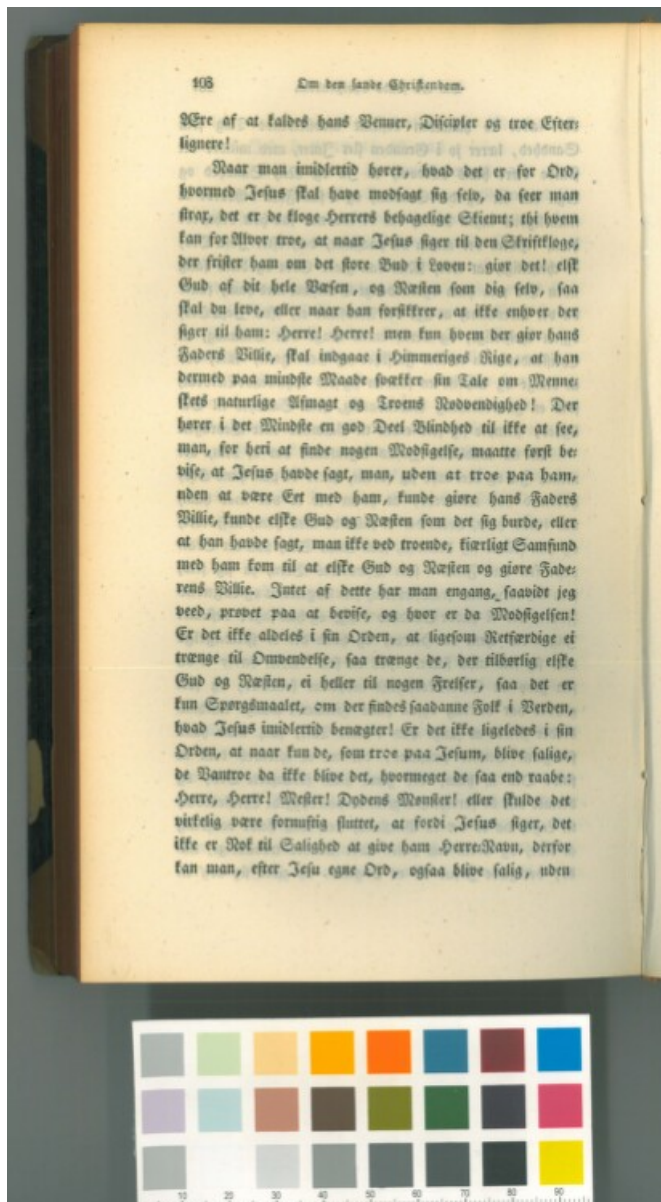 108 Om den sande Christendom.
Ære af at kaldes hans Venner, Discipler og troe Efter-
lignere!
Naar man imidlertid hører, hvad det er for Ord,
hvormed Jesus skal have modsagt sig selv, da seer man
strax, det er de kloge Herrers behagelige Skiemt; thi hvem
kan for Alvor troe, at naar Jesus siger til den Skriftkloge,
der frister ham om det store Bud i Loven: giør det! elsk
Gud af dit hele Væsen, og Næsten som dig selv, saa
skal du leve, eller naar han forsikkrer, at ikke enhver der
siger til ham: Herre! Herre! men kun hvem der giør hans
Faders Villie, skal indgaae i Himmeriges Rige, at han
dermed paa mindste Maade svækker sin Tale om Menne-
skets naturlige Afmagt og Troens Nødvendighed! Der
hører i det Mindste en god Deel Blindhed til ikke at see,
man, for heri at finde nogen Modsigelse, maatte først be-
vise, at Jesus havde sagt, man, uden at troe paa ham,
uden at være Eet med ham, kunde giøre hans Faders
Villie, kunde elske Gud og Næsten som det sig burde, eller
at han havde sagt, man ikke ved troende, kiærligt Samfund
med ham kom til at elske Gud og Næsten og giøre Fade-
rens Villie. Intet af dette har man engang, saavidt jeg
veed, prøvet paa at bevise, og hvor er da Modsigelsen!
Er det ikke aldeles i sin Orden, at ligesom Retfærdige ei
trænge til Omvendelse, saa trænge de, der tilbørlig elske
Gud og Næsten, ei heller til nogen Frelser, saa det er
kun Spørgsmaalet, om der findes saadanne Folk i Verden,
hvad Jesus imidlertid benægter! Er det ikke ligeledes i sin
Orden, at naar kun de, som troe paa Jesum, blive salige,
de Vantroe da ikke blive det, hvormeget de saa end raabe:
Herre, Herre! Mester! Dydens Mønster! eller skulde det
virkelig være fornuftig sluttet, at fordi Jesus siger, det
ikke er Nok til Salighed at give ham Herre-Navn, derfor
kan man, efter Jesu egne Ord, ogsaa blive salig, uden
10 20 30 40 50 60 70 80 90